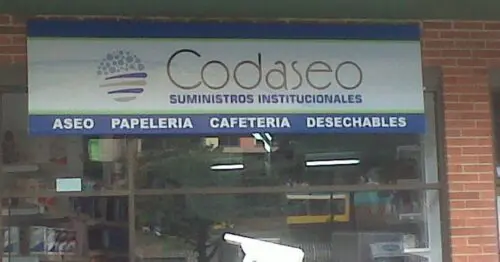 Codaseo
SUMINISTROS INSTITUCIONALES
ASEO PAPELERIA CAFETERIA DESECHABLES